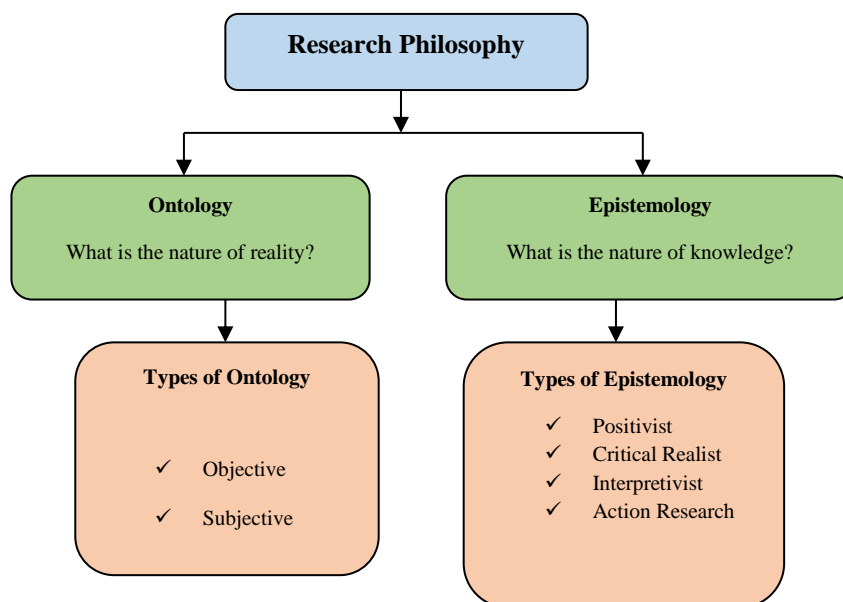 Research Philosophy
Ontology
What is the nature of reality?
Epistemology
What is the nature of knowledge?
Types of Ontology
✓ Objective
✓ Subjective
Types of Epistemology
✓ Positivist
✓ Critical Realist
✓ Interpretivist
✓ Action Research